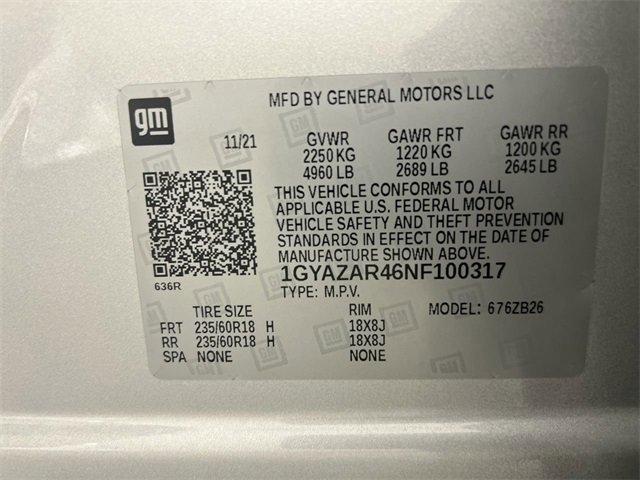 gm
MFD BY GENERAL MOTORS LLC
11/21 GVWR GAWR FRT GAWR RR
2250 KG 1220 KG 1200 KG
4960 LB 2689 LB 2645 LB
THIS VEHICLE CONFORMS TO ALL
APPLICABLE U.S. FEDERAL MOTOR
VEHICLE SAFETY AND THEFT PREVENTION
STANDARDS IN EFFECT ON THE DATE OF
MANUFACTURE SHOWN ABOVE.
636R
1GYAZAR46NF100317
TYPE: M.P.V. MODEL: 676ZB26
TIRE SIZE RIM
FRT 235/60R18 H 18X8J
RR 235/60R18 H 18X8J
SPA NONE NONE